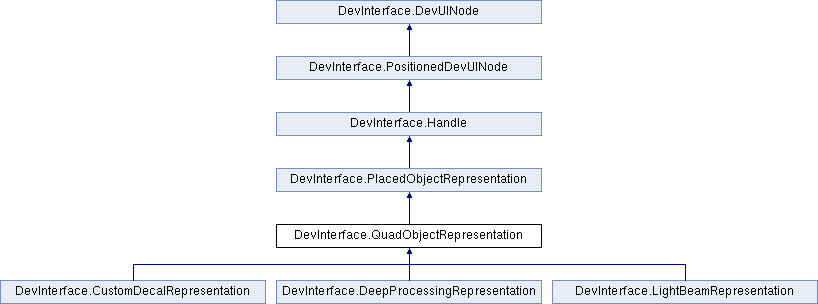 DevInterface.DevUINode
DevInterface.PositionedDevUINode
DevInterface.Handle
DevInterface.PlacedObjectRepresentation
DevInterface.QuadObjectRepresentation
DevInterface.CustomDecalRepresentation
DevInterface.DeepProcessingRepresentation
DevInterface.LightBeamRepresentation